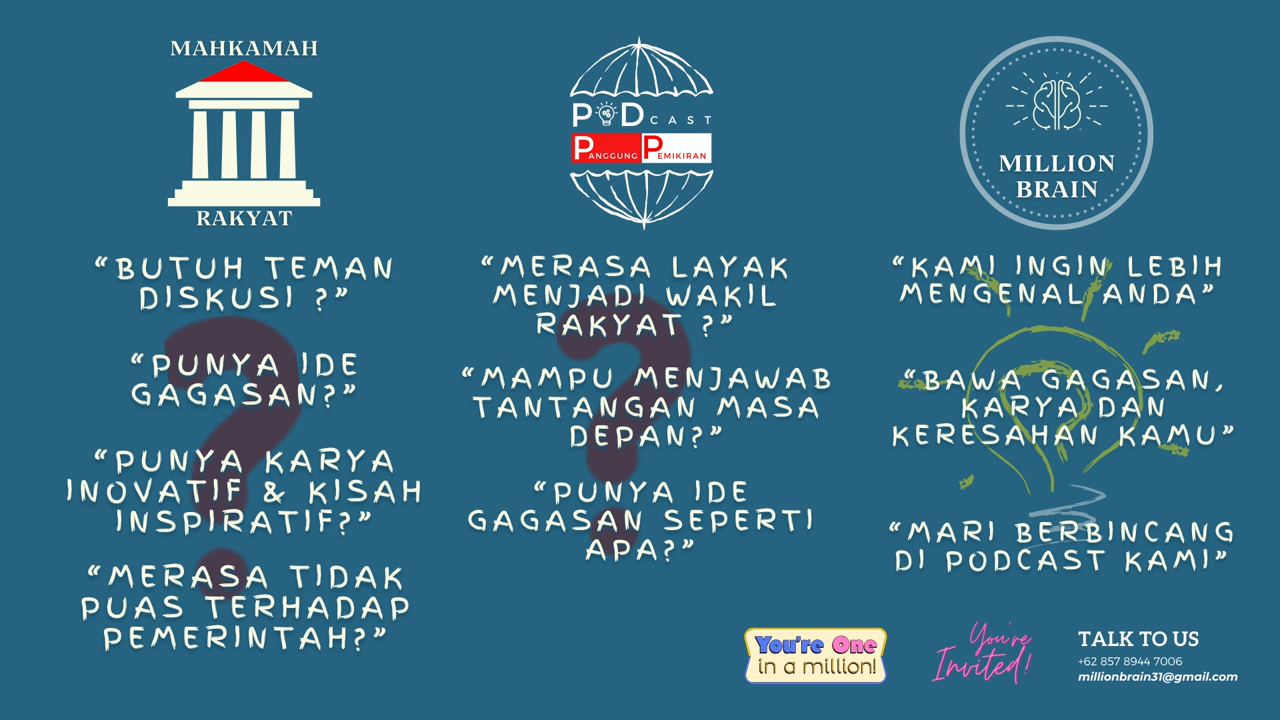 MAHKAMAH
RAKYAT
“BUTUH TEMAN
DISKUSI ?”
“PUNYA IDE
GAGASAN?”
“PUNYA KARYA
INOVATIF & KISAH
INSPIRATIF?”
“MERASA TIDAK
PUAS TERHADAP
PEMERINTAH?”
PODCAST
PANGGUNG PEMIKIRAN
“MERASA LAYAK
MENJADI WAKIL
RAKYAT ?”
“MAMPU MENJAWAB
TANTANGAN MASA
DEPAN?”
“PUNYA IDE
GAGASAN SEPERTI
APA?”
MILLION
BRAIN
“KAMI INGIN LEBIH
MENGENAL ANDA”
“BAWA GAGASAN,
KARYA DAN
KERESAHAN KAMU”
“MARI BERBINCANG
DI PODCAST KAMI”
You're One
in a million!
You're
Invited!
TALK TO US
+62 857 8944 7006
millionbrain31@gmail.com